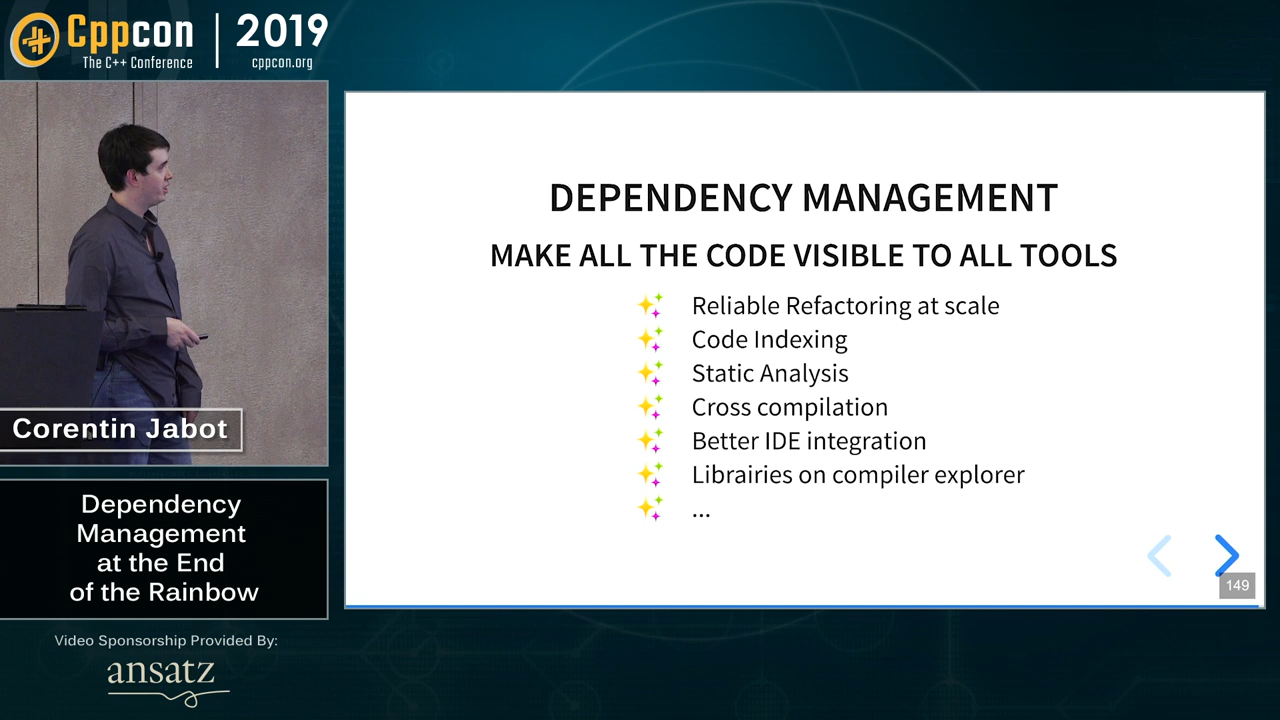 Cppcon
The C++ Conference
2019
cppcon.org
DEPENDENCY MANAGEMENT
MAKE ALL THE CODE VISIBLE TO ALL TOOLS
Reliable Refactoring at scale
Code Indexing
Static Analysis
Cross compilation
Better IDE integration
Librairies on compiler explorer
...
149
Corentin Jabot
Dependency
Management
at the End
of the Rainbow
Video Sponsorship Provided By:
ansatz